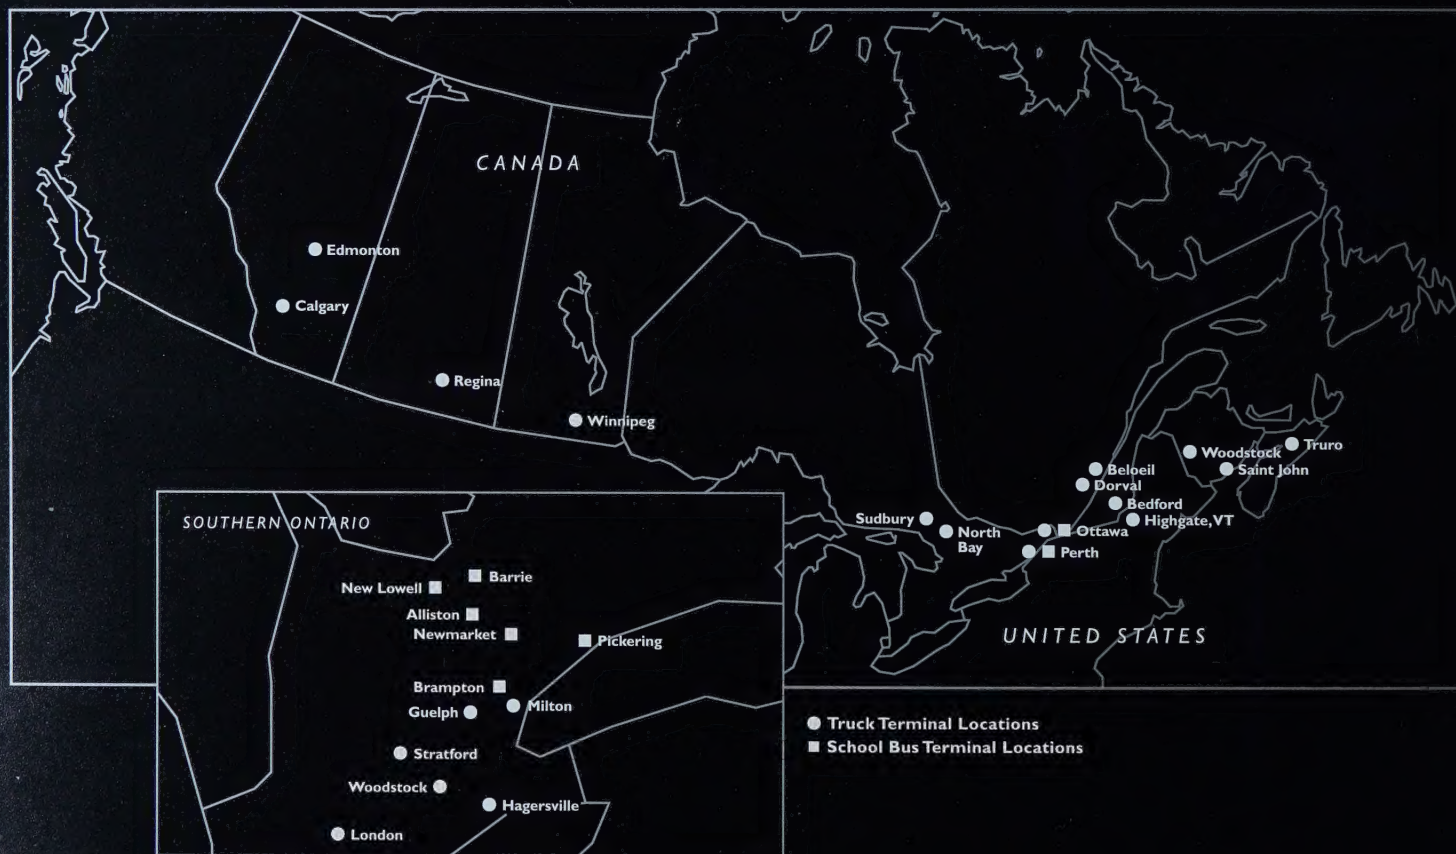 CANADA
Edmonton
Calgary
Regina
Winnipeg
Truro
Woodstock
Saint John
Beloeil
Dorval
Bedford
Highgate,VT
Sudbury
North
Bay
Ottawa
Perth
UNITED STATES
SOUTHERN ONTARIO
Barrie
New Lowell
Alliston
Newmarket
Pickering
Brampton
Milton
Guelph
Stratford
Woodstock
Hagersville
London
Truck Terminal Locations
School Bus Terminal Locations